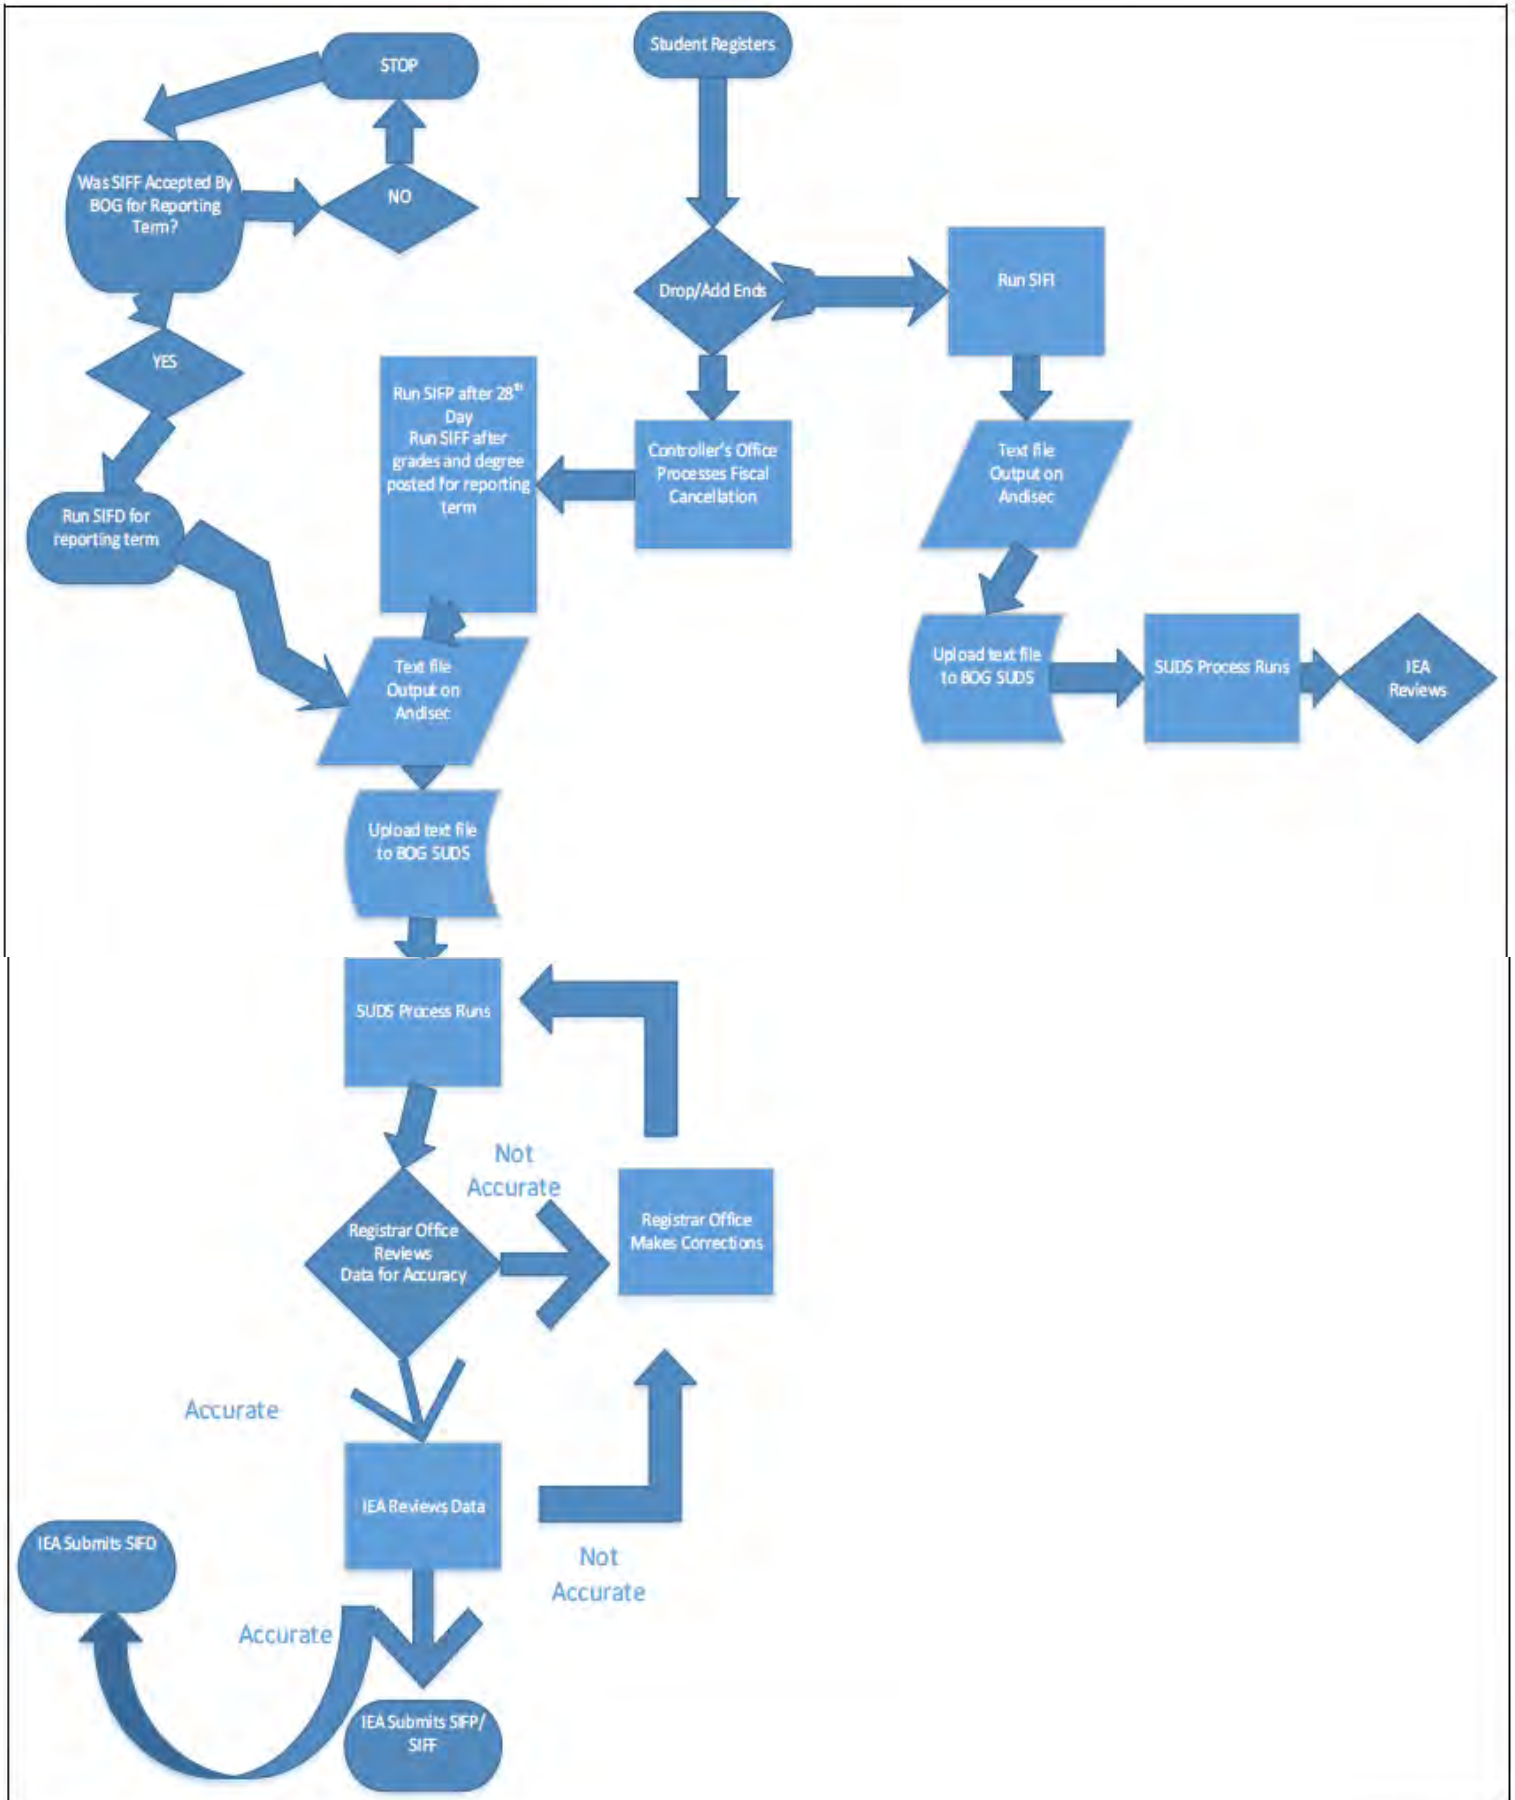 Student Registers
STOP
Was SIFF Accepted By
BOG for Reporting
Term?
NO
Drop/Add Ends
Run SIFI
YES
Run SIFP after 28th
Day
Run SIFF after
grades and degree
posted for reporting
term
Controller's Office
Processes Fiscal
Cancellation
Text file
Output on
Andisec
Run SIFD for
reporting term
Text file
Output on
Andisec
Upload text file
to BOG SUDS
SUDS Process Runs
IEA
Reviews
Upload text file
to BOG SUDS
SUDS Process Runs
Not
Accurate
Registrar Office
Reviews
Data for Accuracy
Registrar Office
Makes Corrections
Accurate
IEA Reviews Data
IEA Submits SIFD
Not
Accurate
Accurate
IEA Submits SIFP/
SIFF